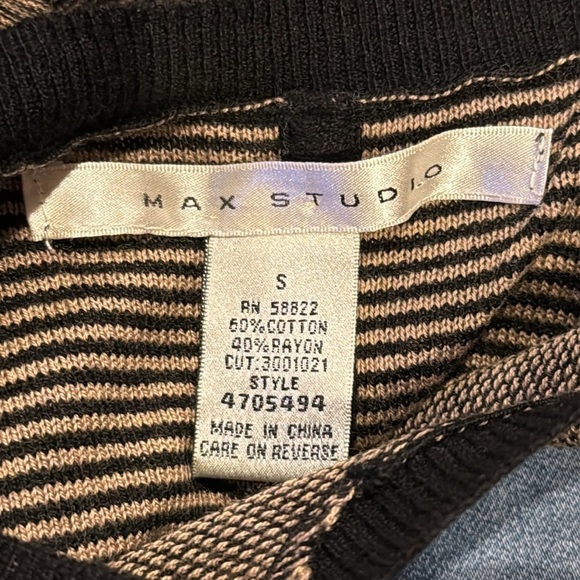 MAX STUDIO
S
RN 58822
60%COTTON
40%RAYON
CUT:3001021
STYLE
4705494
MADE IN CHINA
CARE ON REVERSE